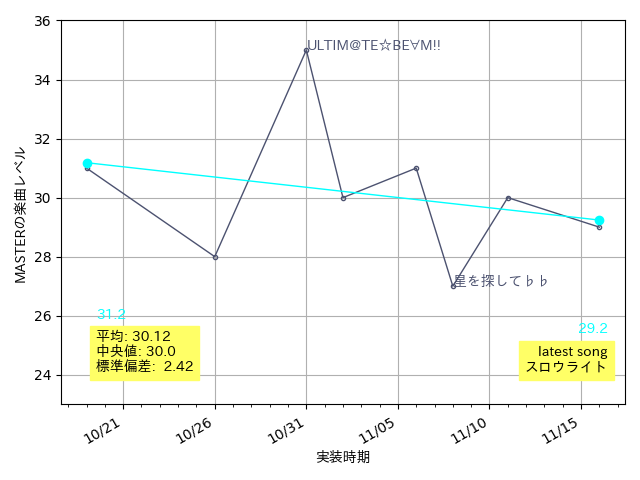 36
34
32
30
28
26
24
MASTERの楽曲レベル
ULTIM@TE☆BE∀M!!
星を探して♭♭
31.2
平均: 30.12
中央値: 30.0
標準偏差: 2.42
29.2
latest song
スロウライト
10/21
10/26
10/31
11/05
11/10
11/15
実装時期